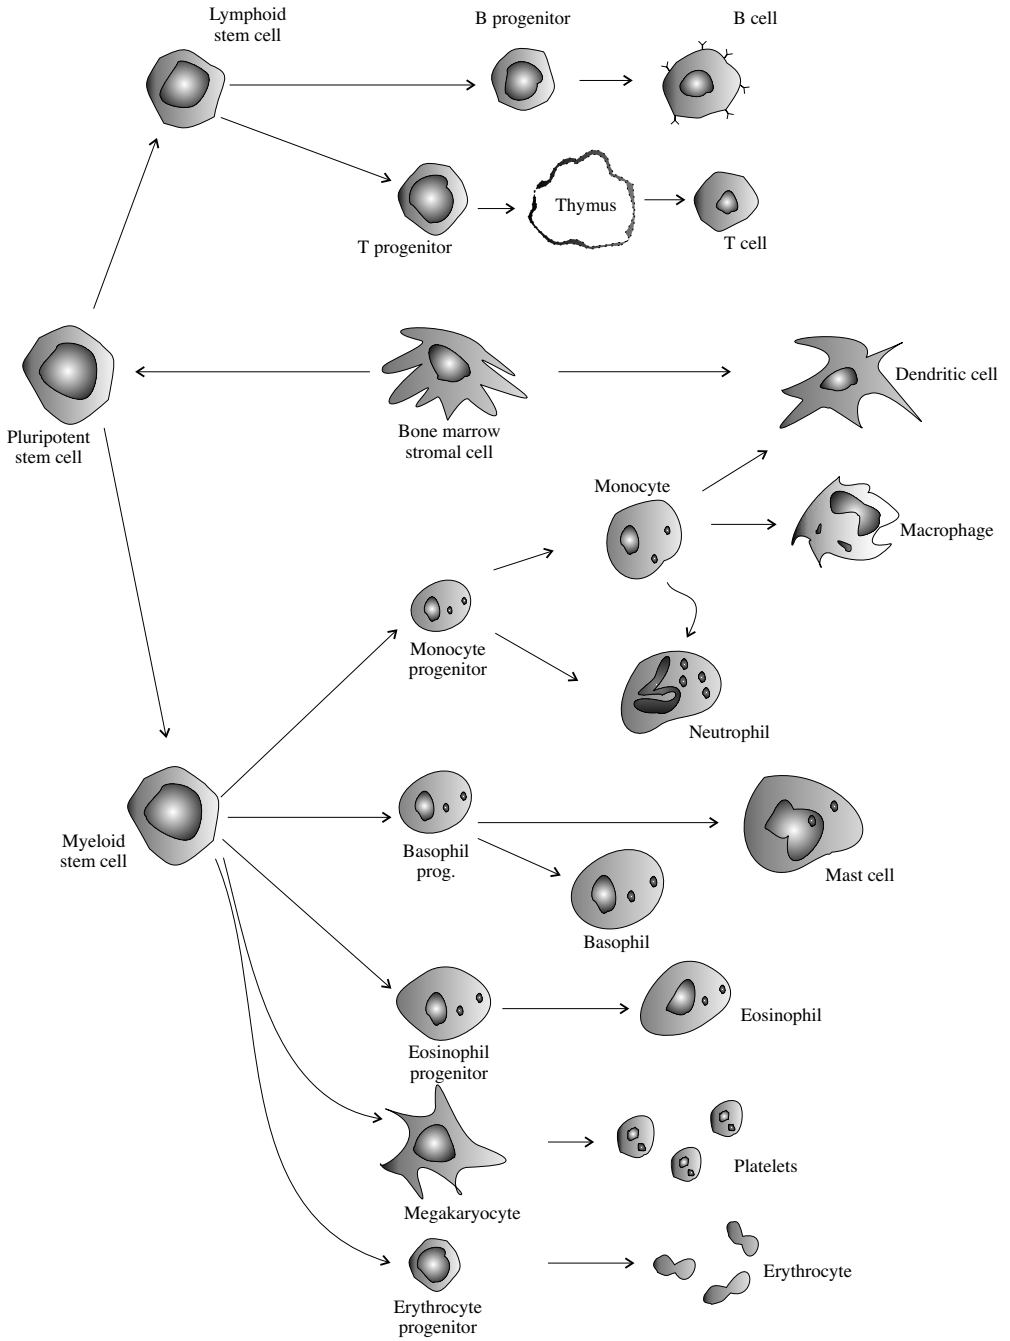 Lymphoid
stem cell
B progenitor
B cell
Thymus
T progenitor
T cell
Pluripotent
stem cell
Bone marrow
stromal cell
Dendritic cell
Monocyte
Macrophage
Monocyte
progenitor
Neutrophil
Myeloid
stem cell
Basophil
prog.
Mast cell
Basophil
Eosinophil
progenitor
Eosinophil
Megakaryocyte
Platelets
Erythrocyte
progenitor
Erythrocyte